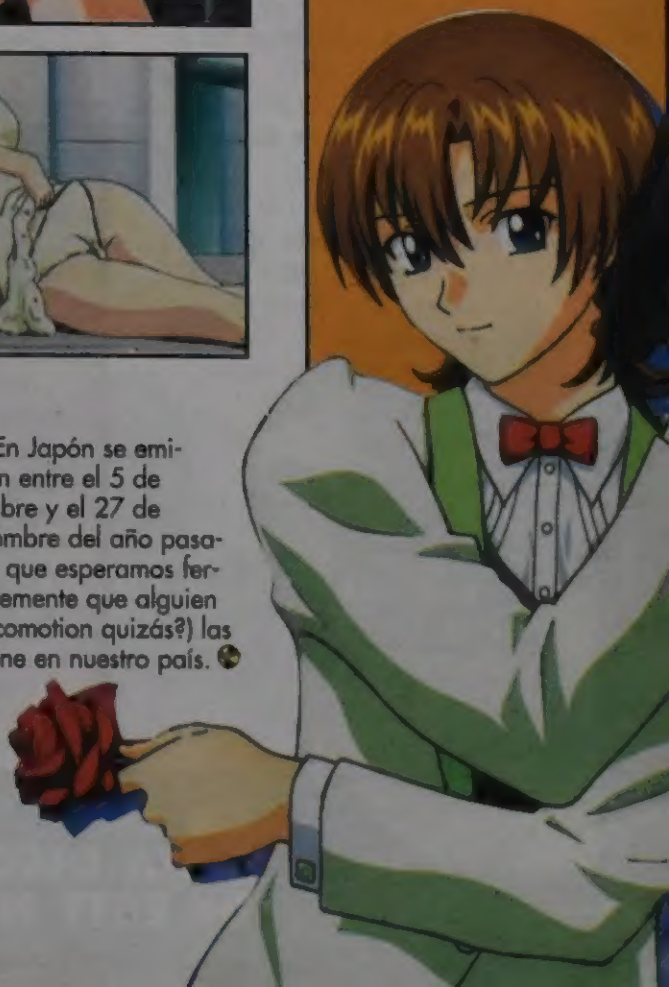 En Japón se emi-
n entre el 5 de
bre y el 27 de
ombre del año pasa-
que esperamos fer-
emente que alguien
comotion quizás?) las
ne en nuestro país.